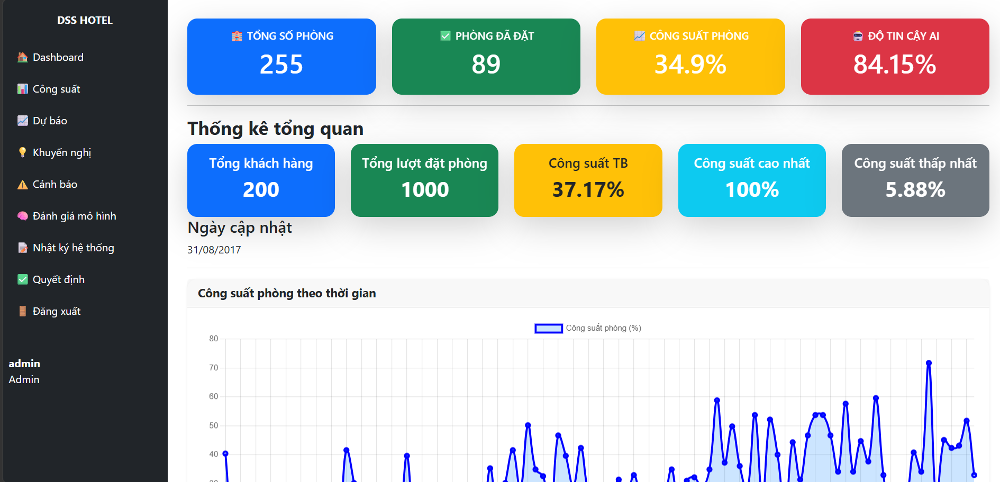 DSS HOTEL
Dashboard
Công suất
Dự báo
Khuyến nghị
Cảnh báo
Đánh giá mô hình
Nhật ký hệ thống
Quyết định
Đăng xuất
admin
Admin
TỔNG SỐ PHÒNG
255
PHÒNG ĐÃ ĐẶT
89
CÔNG SUẤT PHÒNG
34.9%
ĐỘ TIN CẬY AI
84.15%
Thống kê tổng quan
Tổng khách hàng
200
Tổng lượt đặt phòng
1000
Công suất TB
37.17%
Công suất cao nhất
100%
Công suất thấp nhất
5.88%
Ngày cập nhật
31/08/2017
Công suất phòng theo thời gian
Công suất phòng (%)
80
70
60
50
40